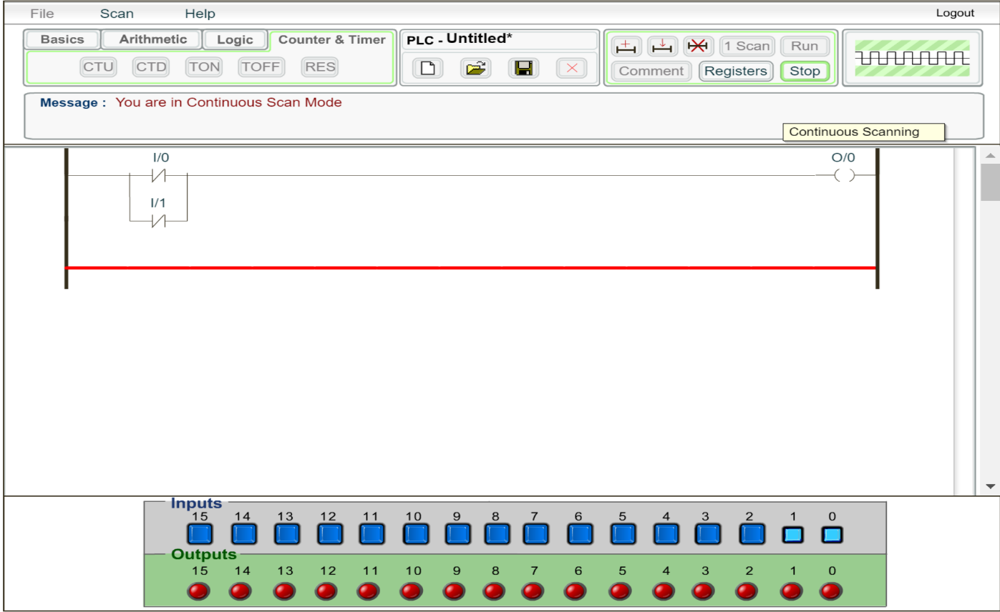 File Scan Help Logout
Basics Arithmetic Logic Counter & Timer
CTU CTD TON TOFF RES
PLC - Untitled*
1 Scan Run
Comment Registers Stop
Message : You are in Continuous Scan Mode
Continuous Scanning
I/0 O/0
I/1
Inputs
15 14 13 12 11 10 9 8 7 6 5 4 3 2 1 0
Outputs
15 14 13 12 11 10 9 8 7 6 5 4 3 2 1 0